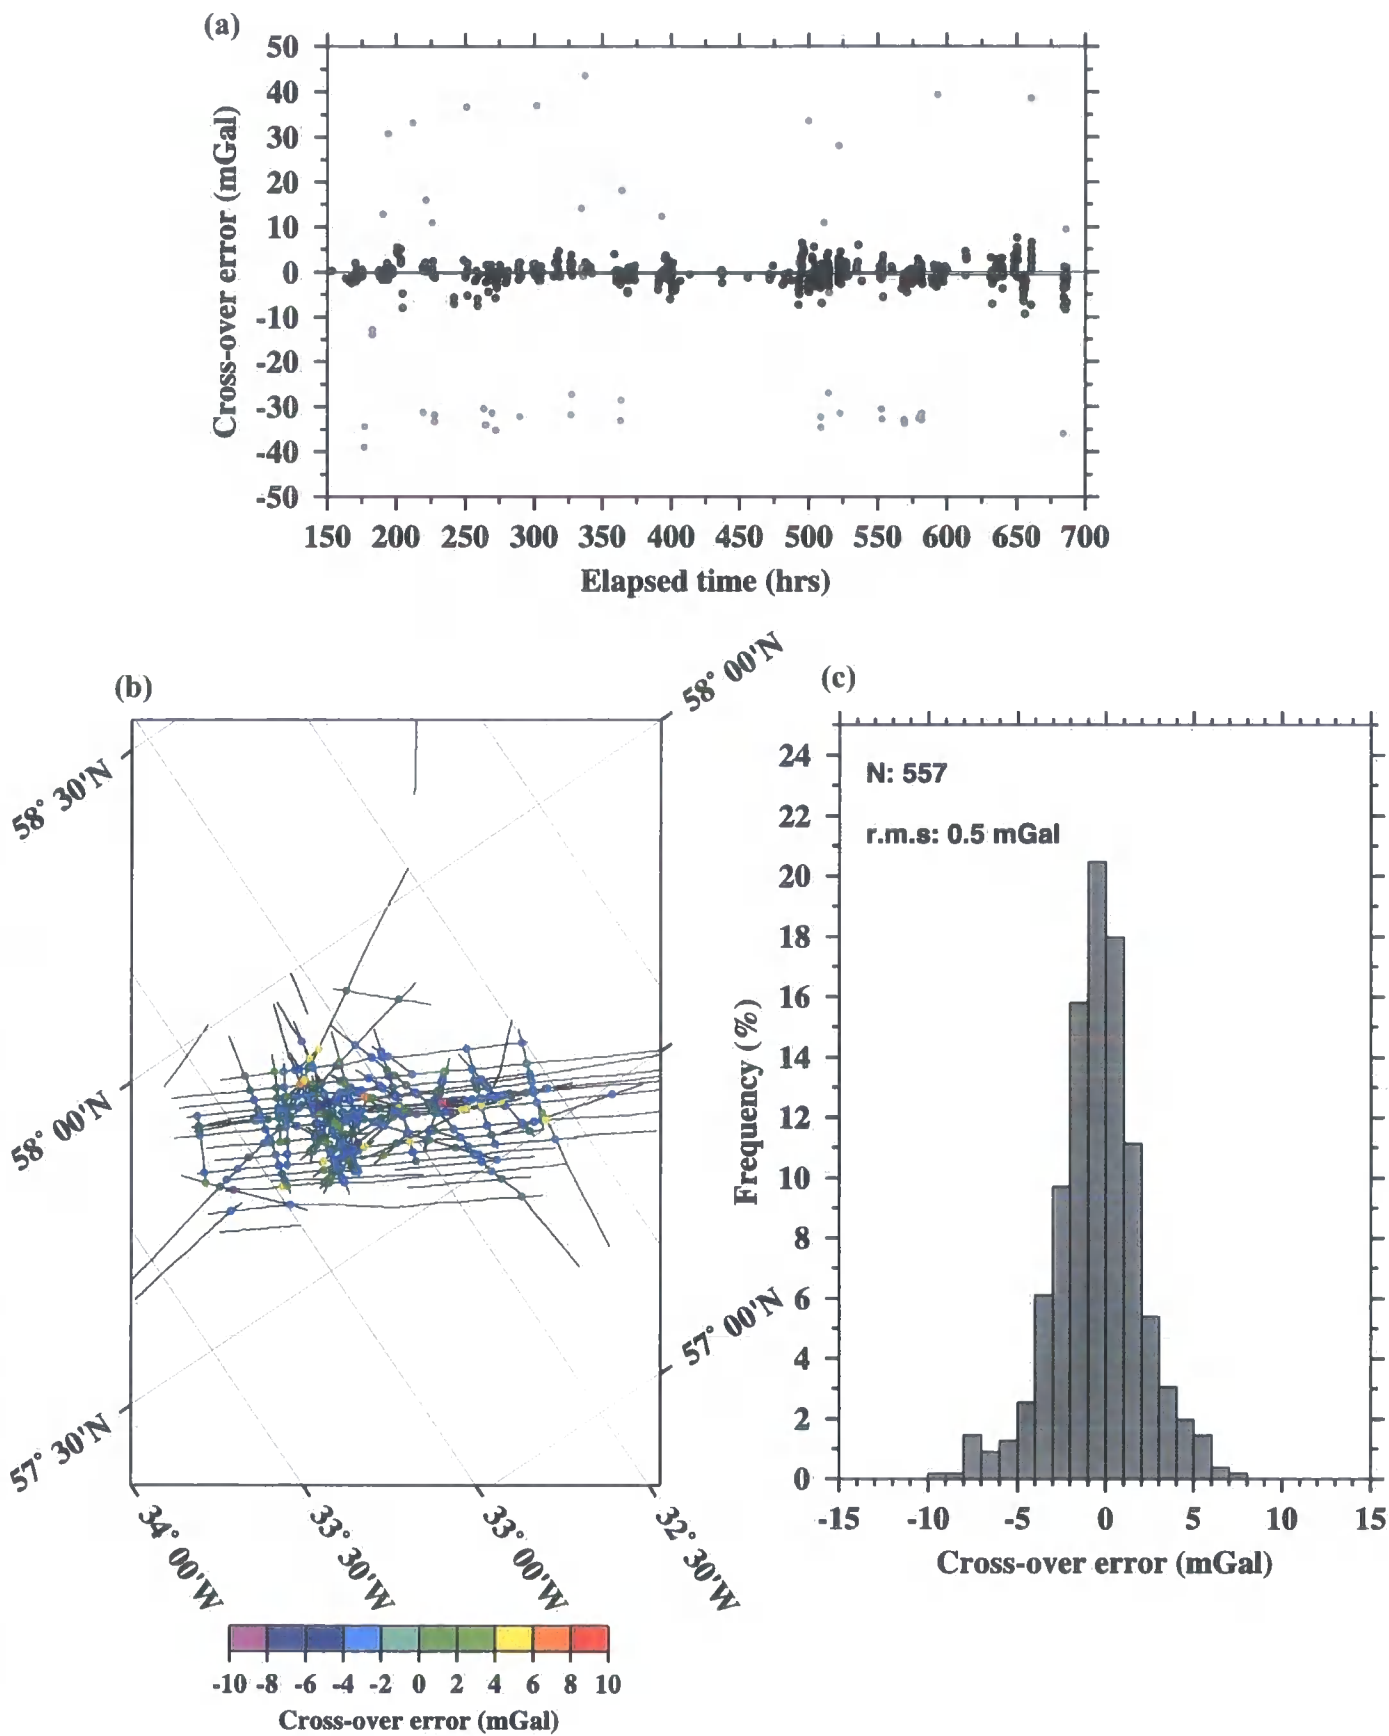 (a)
50
40
30
20
10
0
-10
-20
-30
-40
-50
Cross-over error (mGal)
150 200 250 300 350 400 450 500 550 600 650 700
Elapsed time (hrs)
(b)
58° 00'N
58° 30'N
58° 00'N
57° 30'N
57° 00'N
34° 00'W
33° 30'W
33° 00'W
32° 30'W
-10 -8 -6 -4 -2 0 2 4 6 8 10
Cross-over error (mGal)
(c)
N: 557
r.m.s: 0.5 mGal
24
22
20
18
16
14
12
10
8
6
4
2
0
Frequency (%)
-15 -10 -5 0 5 10 15
Cross-over error (mGal)